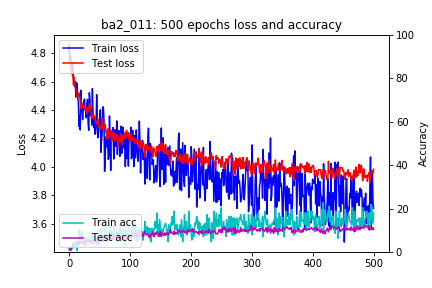 ba2_011: 500 epochs loss and accuracy
Train loss
Test loss
Train acc
Test acc
Loss
4.8
4.6
4.4
4.2
4.0
3.8
3.6
Accuracy
100
80
60
40
20
0
0 100 200 300 400 500